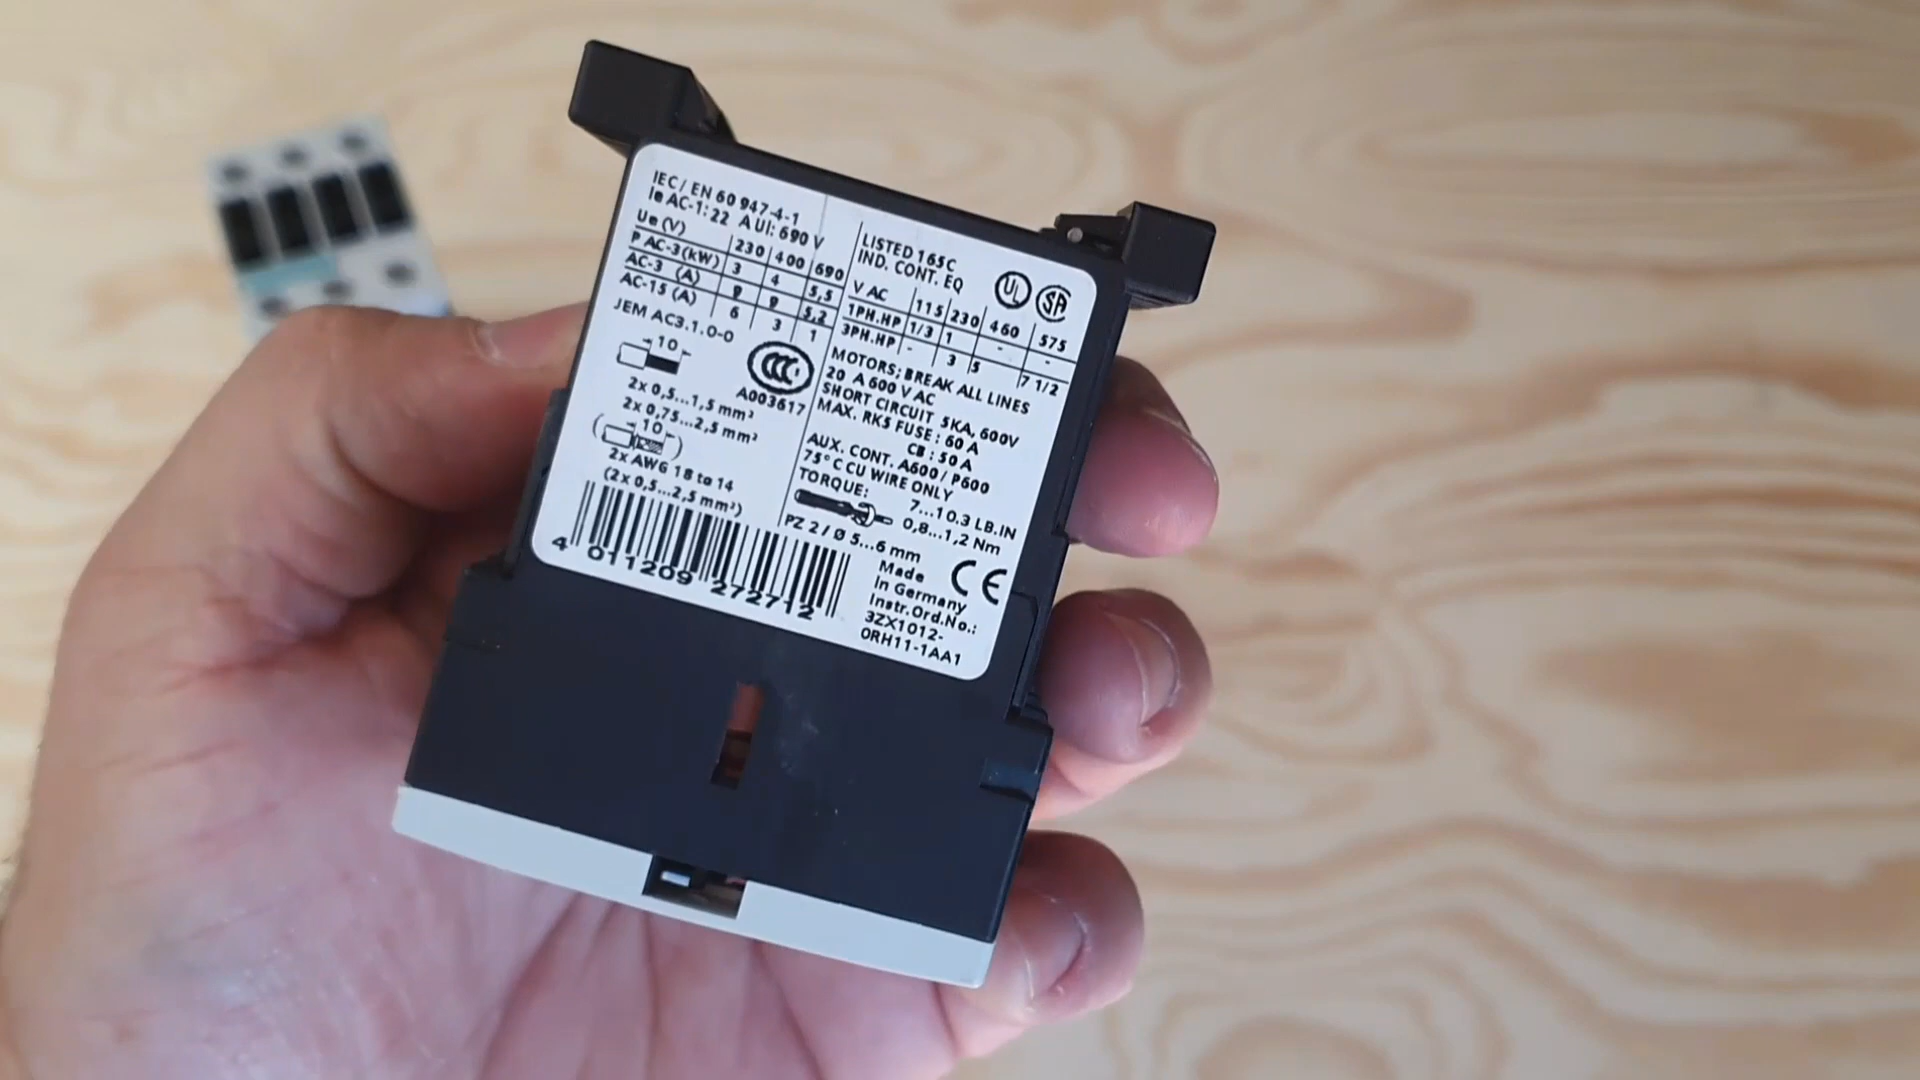 IEC / EN 60 947-4-1
Ie AC-1: 22 A UI: 690 V
Ue (V) 230 400 690
P AC-3 (kW) 3 4 5,5
AC-3 (A) 9 9 5,2
AC-15 (A) 6 3 1
JEM AC3.1.0-0
10
CCC
A003617
2x 0,5...1,5 mm²
2x 0,75...2,5 mm²
( 10 )
2x AWG 18 to 14
(2 x 0,5...2,5 mm²)
4 011209 272712
LISTED 165C
IND. CONT. EQ
UL SA
V AC 115 230 460 575
1PH.HP 1/3 1 - -
3PH.HP - 3 5 7 1/2
MOTORS; BREAK ALL LINES
20 A 600 V AC
SHORT CIRCUIT 5KA, 600V
MAX. RK5 FUSE : 60 A
CB : 50 A
AUX. CONT. A600 / P600
75° C CU WIRE ONLY
TORQUE:
7...10.3 LB.IN
0,8...1,2 Nm
PZ 2 / Ø 5...6 mm
Made
in Germany
CE
Instr.Ord.No.:
3ZX1012-
0RH11-1AA1